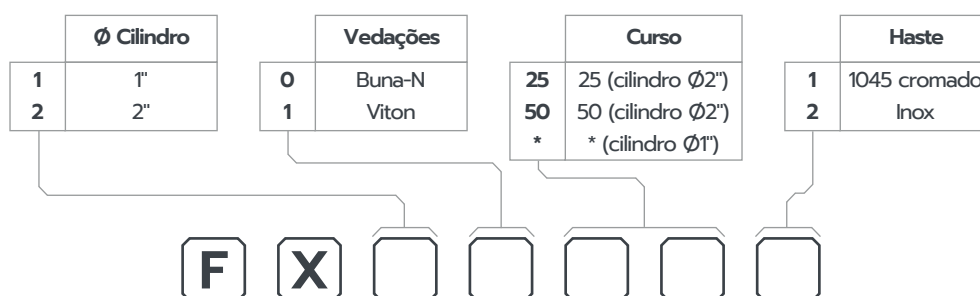 Ø Cilindro
1 1"
2 2"
Vedações
0 Buna-N
1 Viton
Curso
25 25 (cilindro Ø2")
50 50 (cilindro Ø2")
* * (cilindro Ø1")
Haste
1 1045 cromado
2 Inox
F X